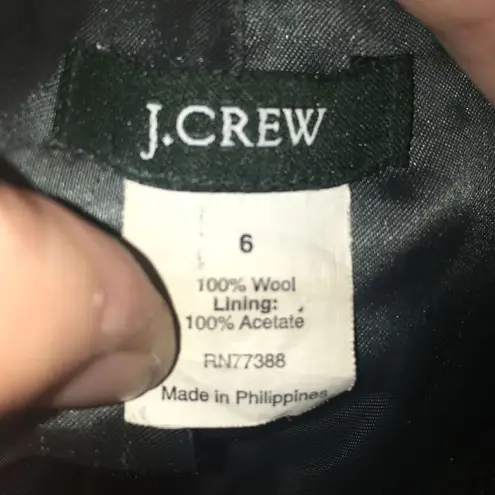 J.CREW
6
100% Wool
Lining:
100% Acetate
RN77388
Made in Philippines